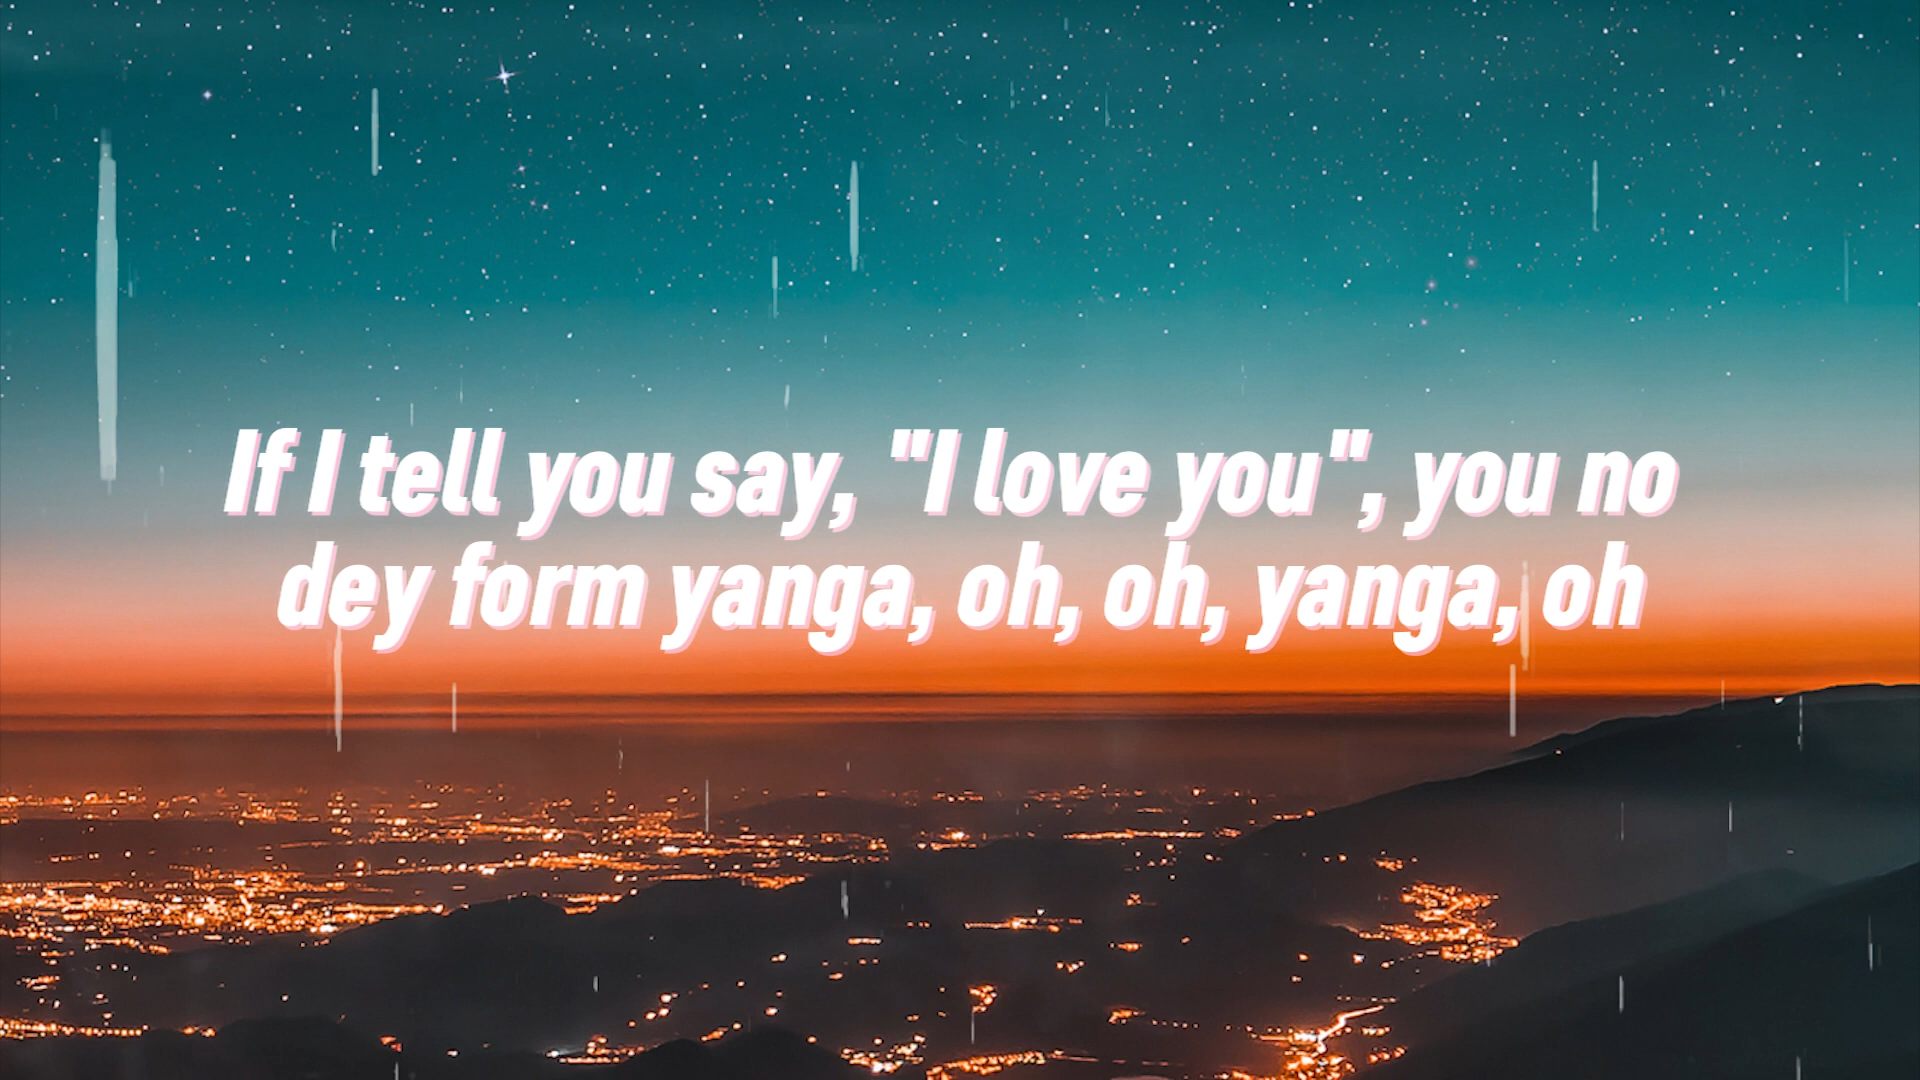 If I tell you say, "I love you", you no
dey form yanga, oh, oh, yanga, oh